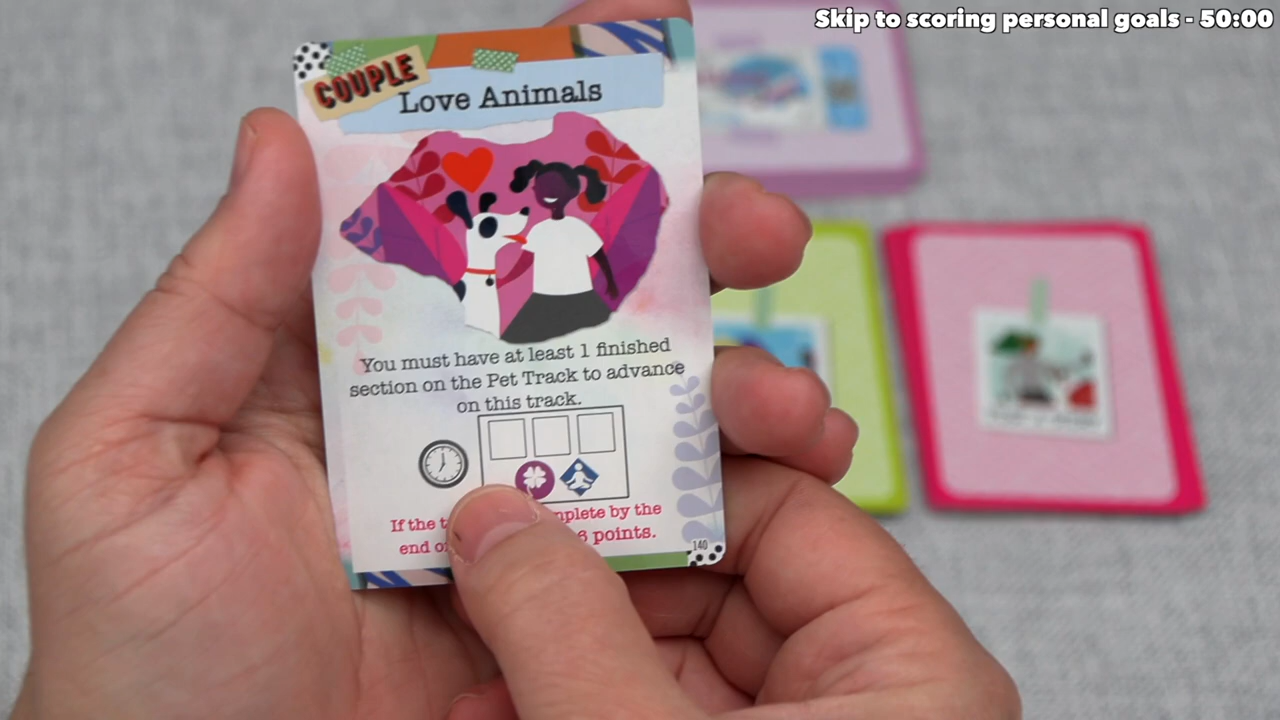 Skip to scoring personal goals - 50:00
COUPLE
Love Animals
You must have at least 1 finished
section on the Pet Track to advance
on this track.
If the
end
by the
points.
140